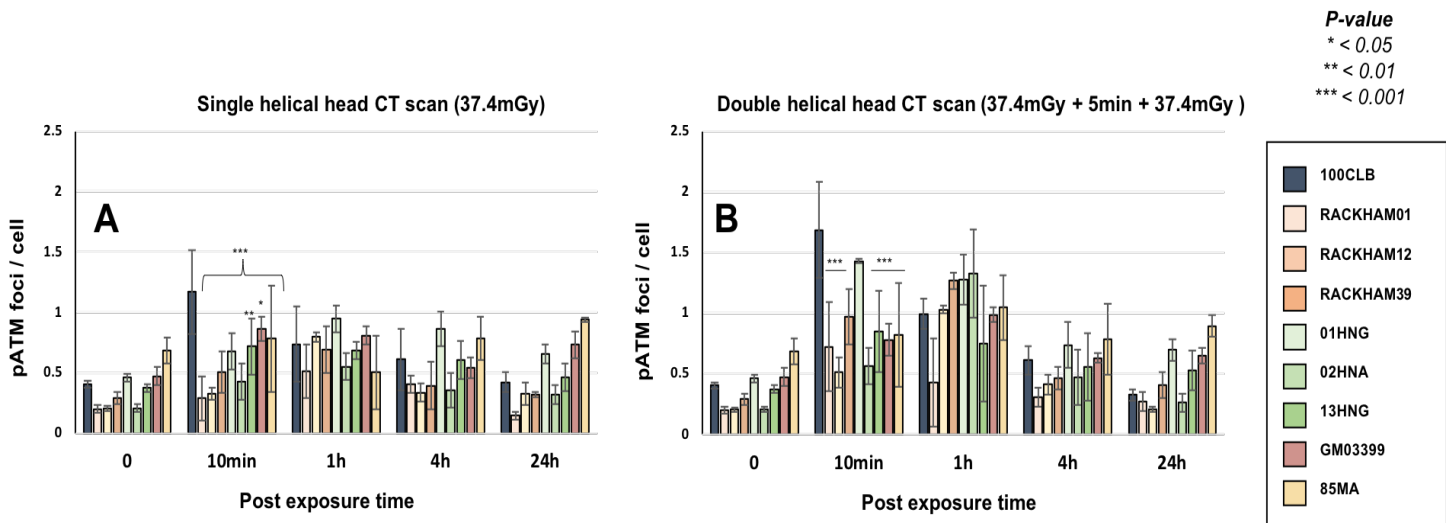 P-value
* < 0.05
** < 0.01
*** < 0.001
Single helical head CT scan (37.4mGy)
Double helical head CT scan (37.4mGy + 5min + 37.4mGy )
A
pATM foci / cell
2.5
2
1.5
1
0.5
0
***
**
*
0 10min 1h 4h 24h
Post exposure time
B
pATM foci / cell
2.5
2
1.5
1
0.5
0
*** ***
0 10min 1h 4h 24h
Post exposure time
100CLB
RACKHAM01
RACKHAM12
RACKHAM39
01HNG
02HNA
13HNG
GM03399
85MA